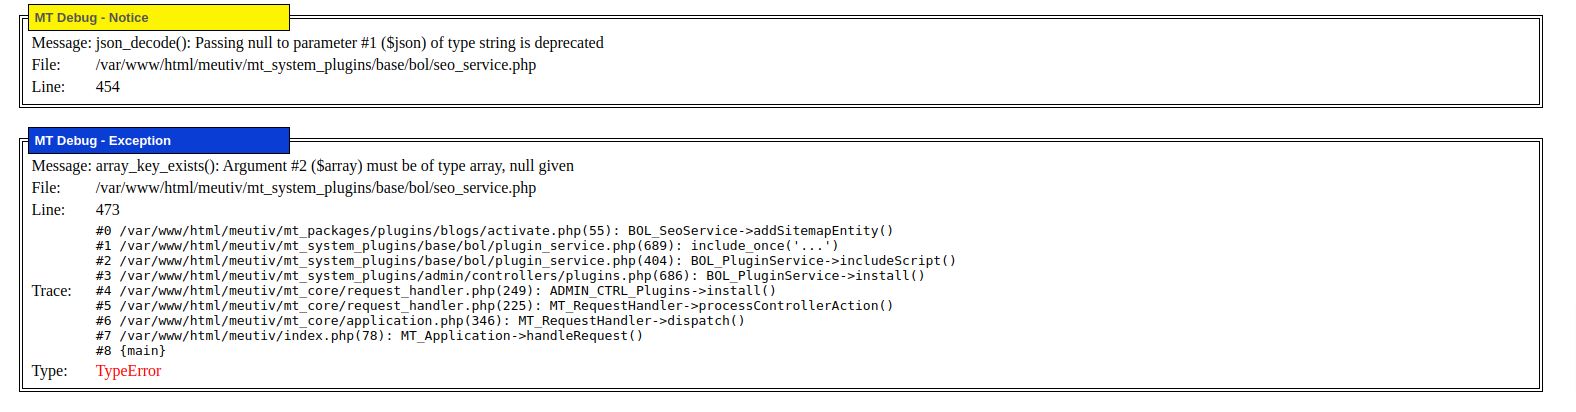 MT Debug - Notice
Message: json_decode(): Passing null to parameter #1 ($json) of type string is deprecated
File: /var/www/html/meutiv/mt_system_plugins/base/bol/seo_service.php
Line: 454
MT Debug - Exception
Message: array_key_exists(): Argument #2 ($array) must be of type array, null given
File: /var/www/html/meutiv/mt_system_plugins/base/bol/seo_service.php
Line: 473
#0 /var/www/html/meutiv/mt_packages/plugins/blogs/activate.php(55): BOL_SeoService->addSitemapEntity()
#1 /var/www/html/meutiv/mt_system_plugins/base/bol/plugin_service.php(689): include_once('...')
#2 /var/www/html/meutiv/mt_system_plugins/base/bol/plugin_service.php(404): BOL_PluginService->includeScript()
#3 /var/www/html/meutiv/mt_system_plugins/admin/controllers/plugins.php(686): BOL_PluginService->install()
Trace: #4 /var/www/html/meutiv/mt_core/request_handler.php(249): ADMIN_CTRL_Plugins->install()
#5 /var/www/html/meutiv/mt_core/request_handler.php(225): MT_RequestHandler->processControllerAction()
#6 /var/www/html/meutiv/mt_core/application.php(346): MT_RequestHandler->dispatch()
#7 /var/www/html/meutiv/index.php(78): MT_Application->handleRequest()
#8 {main}
Type: TypeError